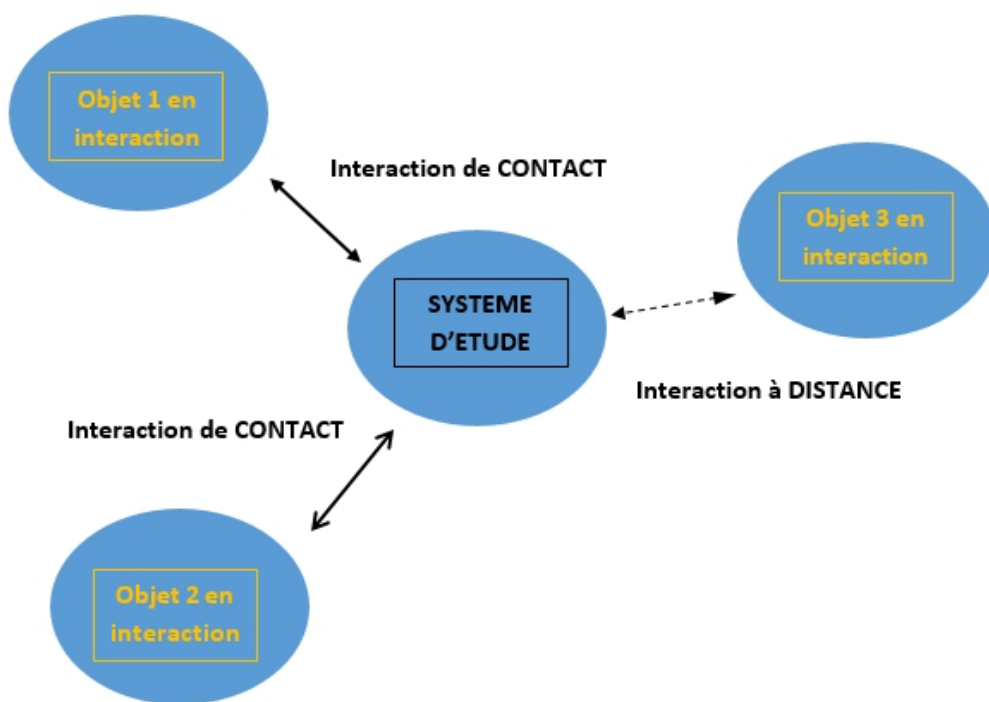 Objet 1 en
interaction
Interaction de CONTACT
Objet 3 en
interaction
SYSTEME
D'ETUDE
Interaction à DISTANCE
Interaction de CONTACT
Objet 2 en
interaction